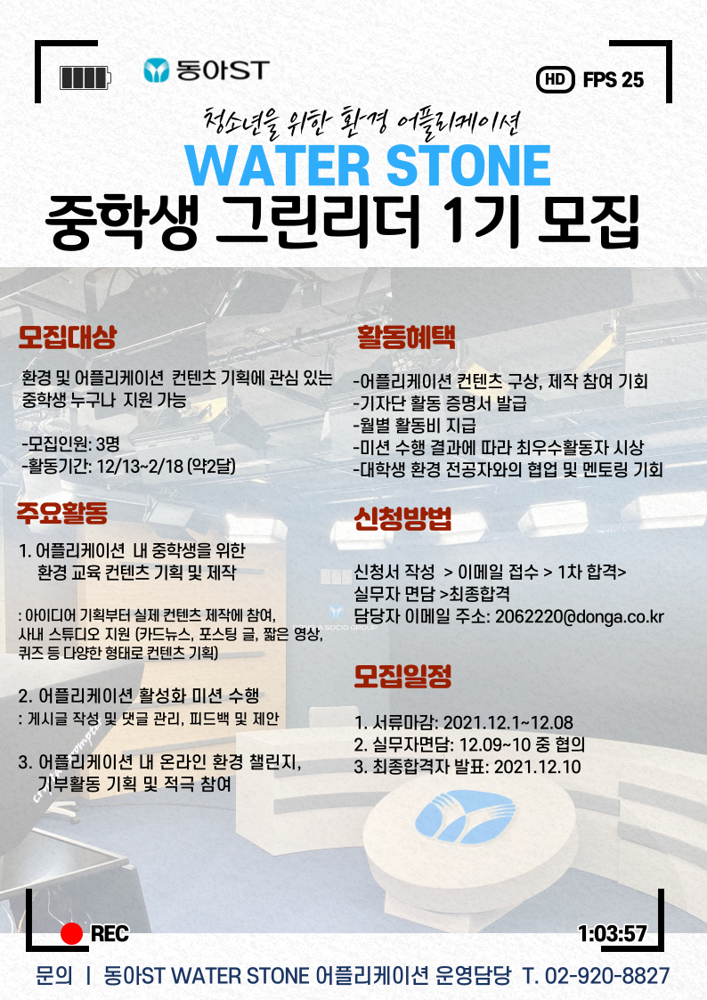 동아ST
HD FPS 25
청소년을 위한 환경 어플리케이션
WATER STONE
중학생 그린리더 1기 모집
모집대상
환경 및 어플리케이션 컨텐츠 기획에 관심 있는
중학생 누구나 지원 가능
-모집인원: 3명
-활동기간: 12/13~2/18 (약2달)
주요활동
1. 어플리케이션 내 중학생을 위한
환경 교육 컨텐츠 기획 및 제작
: 아이디어 기획부터 실제 컨텐츠 제작에 참여,
사내 스튜디오 지원 (카드뉴스, 포스팅 글, 짧은 영상,
퀴즈 등 다양한 형태로 컨텐츠 기획)
2. 어플리케이션 활성화 미션 수행
: 게시글 작성 및 댓글 관리, 피드백 및 제안
3. 어플리케이션 내 온라인 환경 챌린지,
기부활동 기획 및 적극 참여
활동혜택
-어플리케이션 컨텐츠 구상, 제작 참여 기회
-기자단 활동 증명서 발급
-월별 활동비 지급
-미션 수행 결과에 따라 최우수활동자 시상
-대학생 환경 전공자와의 협업 및 멘토링 기회
신청방법
신청서 작성 > 이메일 접수 > 1차 합격>
실무자 면담 >최종합격
담당자 이메일 주소: 2062220@donga.co.kr
SOCIO GROUP
모집일정
1. 서류마감: 2021.12.1~12.08
2. 실무자면담: 12.09~10 중 협의
3. 최종합격자 발표: 2021.12.10
REC
1:03:57
문의 | 동아ST WATER STONE 어플리케이션 운영담당 T. 02-920-8827